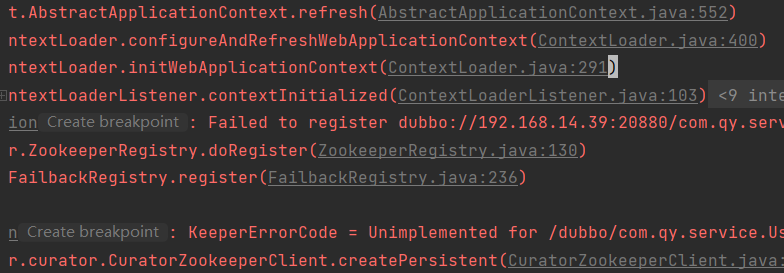 t.AbstractApplicationContext.refresh(AbstractApplicationContext.java:552)
ntextLoader.configureAndRefreshWebApplicationContext(ContextLoader.java:400)
ntextLoader.initWebApplicationContext(ContextLoader.java:291)
ntextLoaderListener.contextInitialized(ContextLoaderListener.java:103) <9 inte
ion Create breakpoint : Failed to register dubbo://192.168.14.39:20880/com.qy.serv
r.ZookeeperRegistry.doRegister(ZookeeperRegistry.java:130)
FailbackRegistry.register(FailbackRegistry.java:236)
n Create breakpoint : KeeperErrorCode = Unimplemented for /dubbo/com.qy.service.Us
r.curator.CuratorZookeeperClient.createPersistent(CuratorZookeeperClient.java: